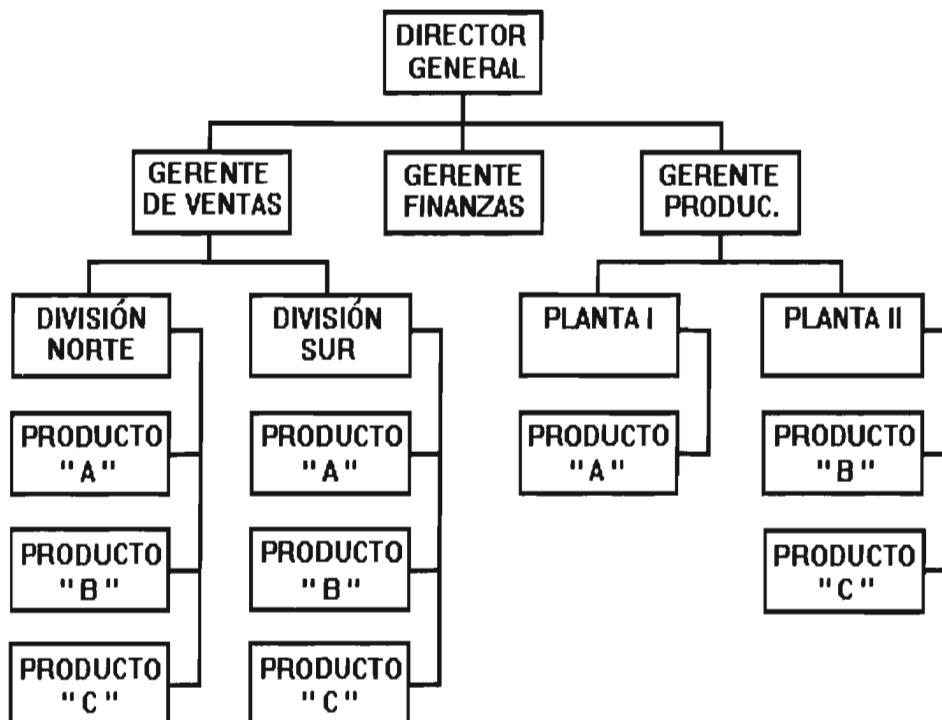 DIRECTOR
GENERAL
GERENTE
DE VENTAS
GERENTE
FINANZAS
GERENTE
PRODUC.
DIVISIÓN
NORTE
DIVISIÓN
SUR
PLANTA I
PLANTA II
PRODUCTO
"A"
PRODUCTO
"A"
PRODUCTO
"A"
PRODUCTO
"B"
PRODUCTO
"B"
PRODUCTO
"B"
PRODUCTO
"C"
PRODUCTO
"C"
PRODUCTO
"C"